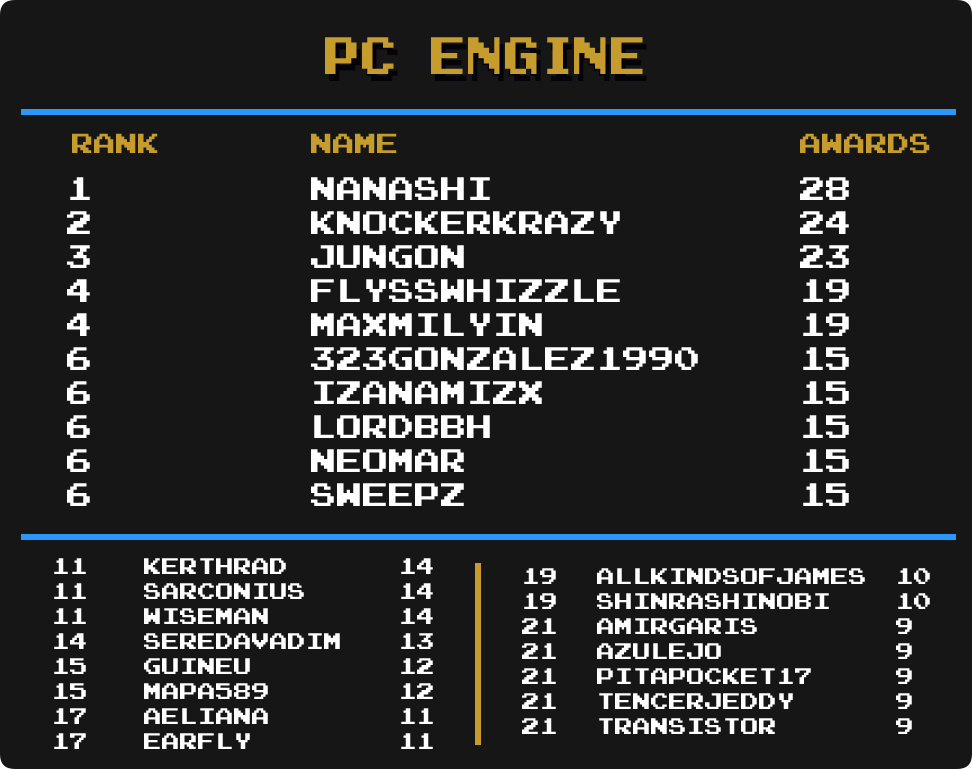 PC ENGINE
RANK NAME AWARDS
1 NANASHI 28
2 KNOCKERKRAZY 24
3 JUNGON 23
4 FLYSSWHIZZLE 19
4 MAXMILYIN 19
6 323GONZALEZ1990 15
6 IZANAMIZX 15
6 LORDBBH 15
6 NEOMAR 15
6 SWEEPZ 15
11 KERTHRAD 14
11 SARCONIUS 14
11 WISEMAN 14
14 SEREDAVADIM 13
15 GUINEU 12
15 MAPA589 12
17 AELIANA 11
17 EARFLY 11
19 ALLKINDSOFJAMES 10
19 SHINRASHINOBI 10
21 AMIRGARIS 9
21 AZULEJO 9
21 PITAPOCKET17 9
21 TENCERJEDDY 9
21 TRANSISTOR 9